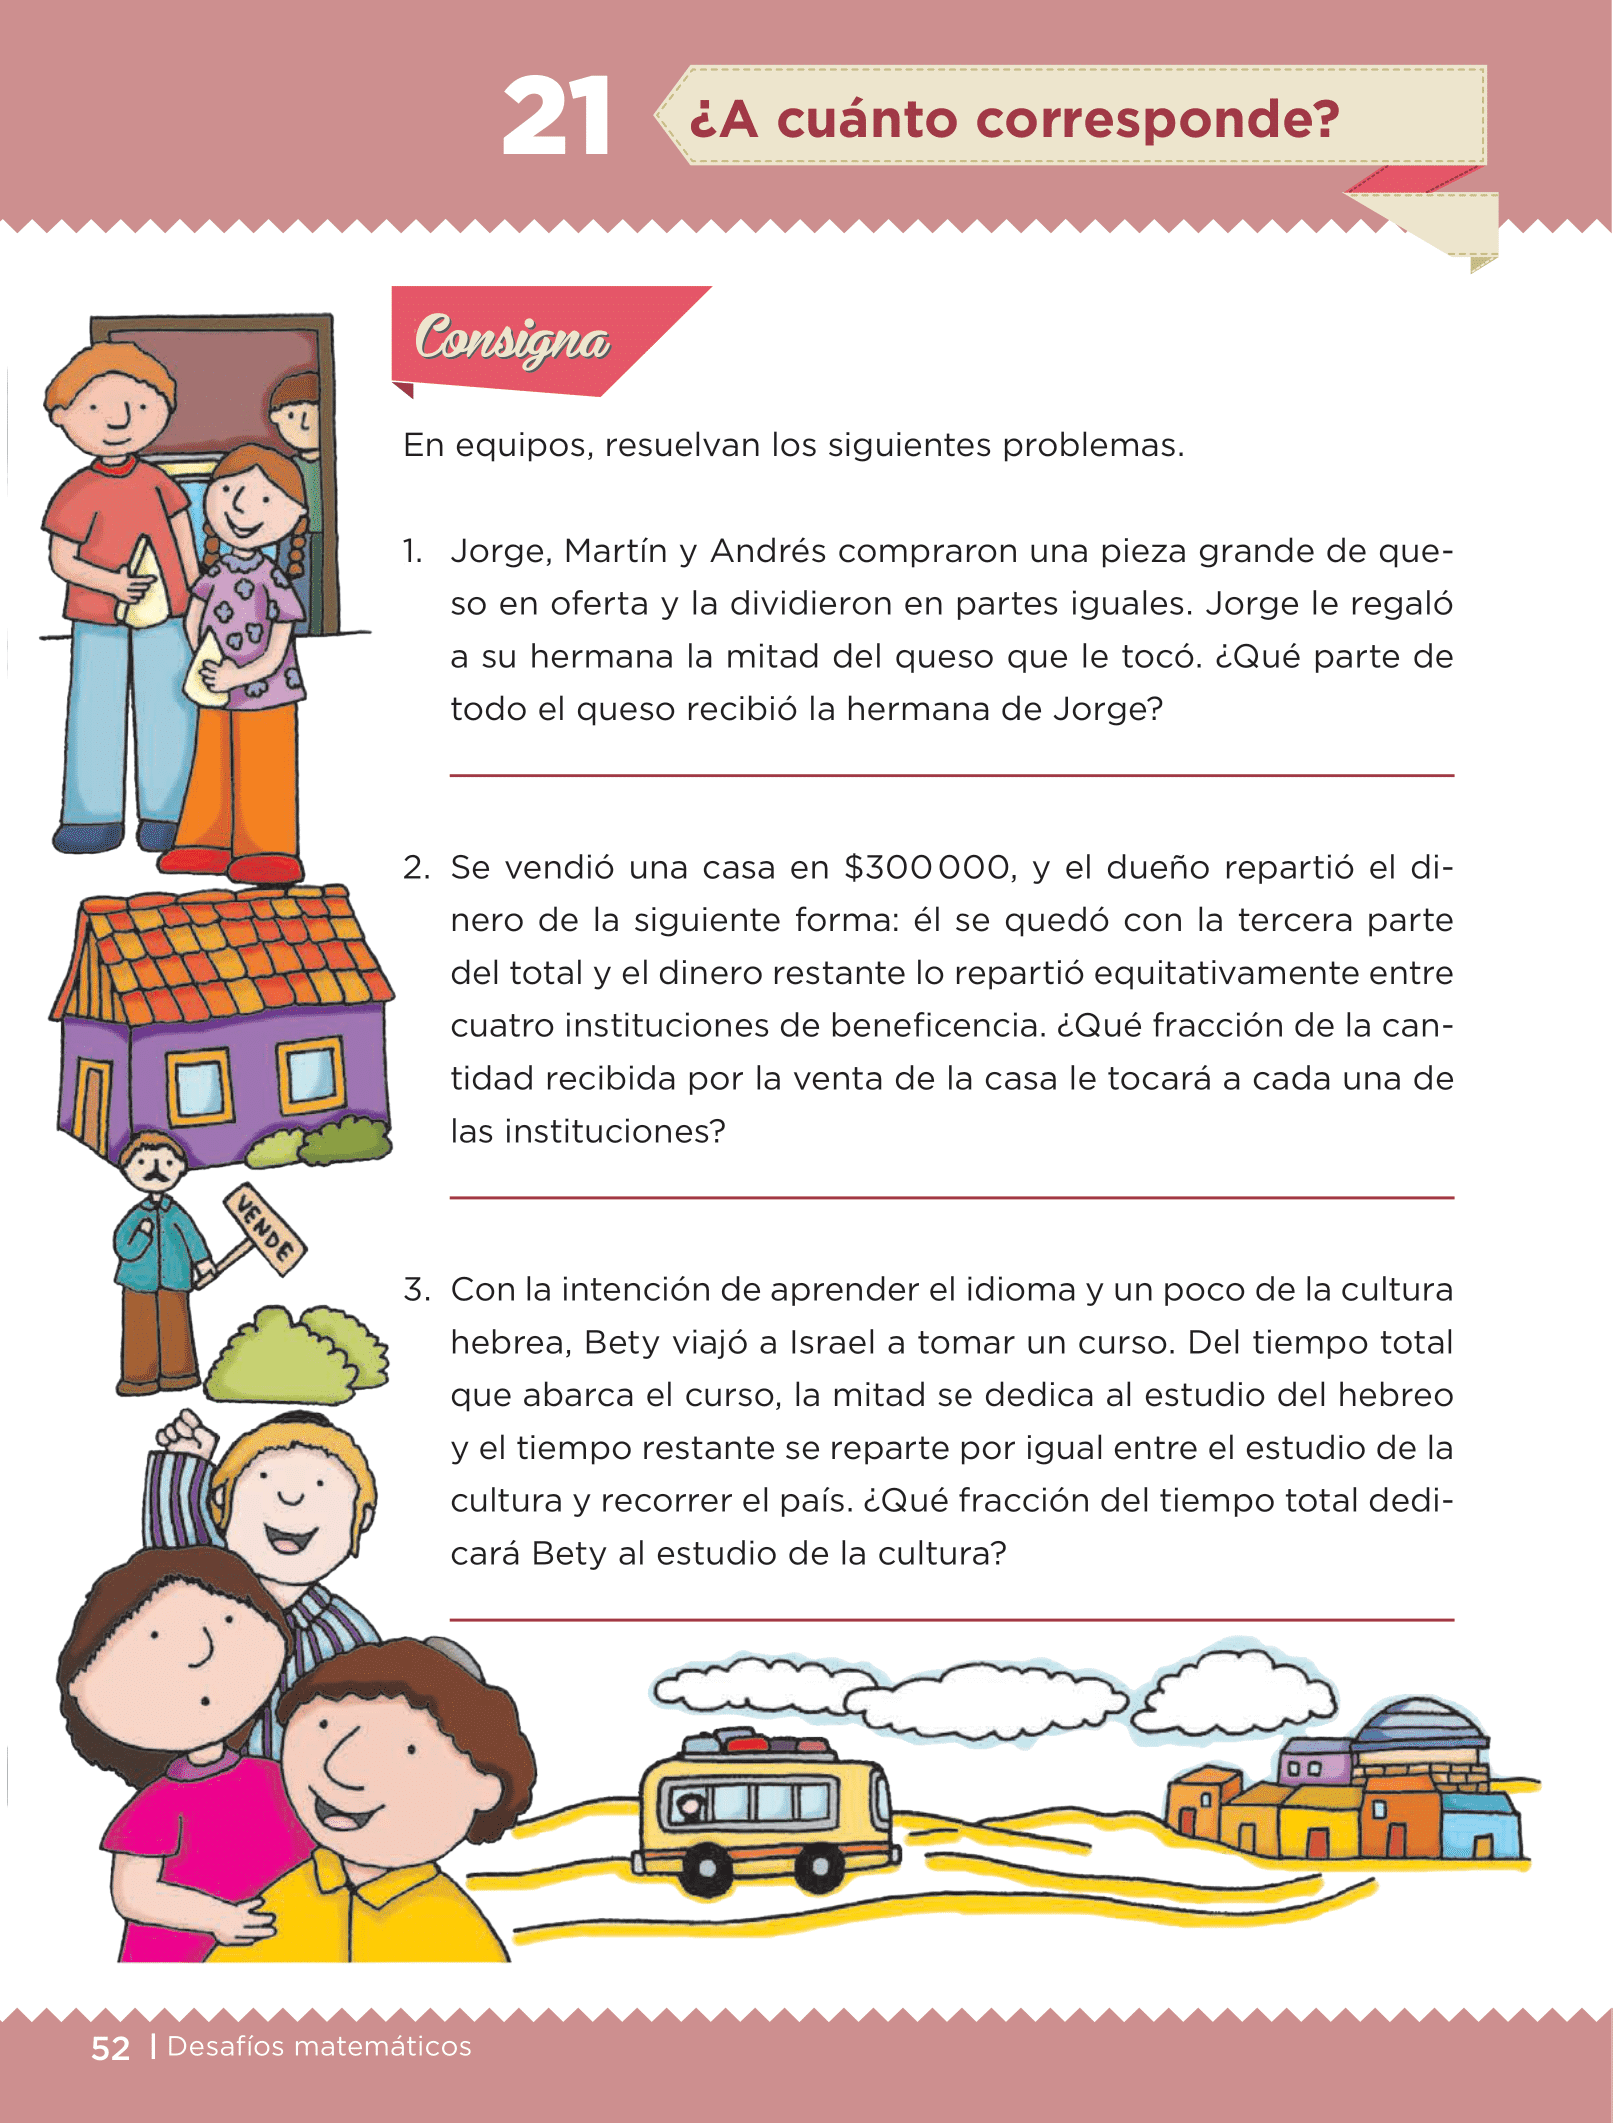 21
¿A cuánto corresponde?
Consigna
En equipos, resuelvan los siguientes problemas.
1. Jorge, Martín y Andrés compraron una pieza grande de que-
so en oferta y la dividieron en partes iguales. Jorge le regaló
a su hermana la mitad del queso que le tocó. ¿Qué parte de
todo el queso recibió la hermana de Jorge?
2. Se vendió una casa en $300 000, y el dueño repartió el di-
nero de la siguiente forma: él se quedó con la tercera parte
del total y el dinero restante lo repartió equitativamente entre
cuatro instituciones de beneficencia. ¿Qué fracción de la can-
tidad recibida por la venta de la casa le tocará a cada una de
las instituciones?
VENDE
3. Con la intención de aprender el idioma y un poco de la cultura
hebrea, Bety viajó a Israel a tomar un curso. Del tiempo total
que abarca el curso, la mitad se dedica al estudio del hebreo
y el tiempo restante se reparte por igual entre el estudio de la
cultura y recorrer el país. ¿Qué fracción del tiempo total dedi-
cará Bety al estudio de la cultura?
52 | Desafíos matemáticos